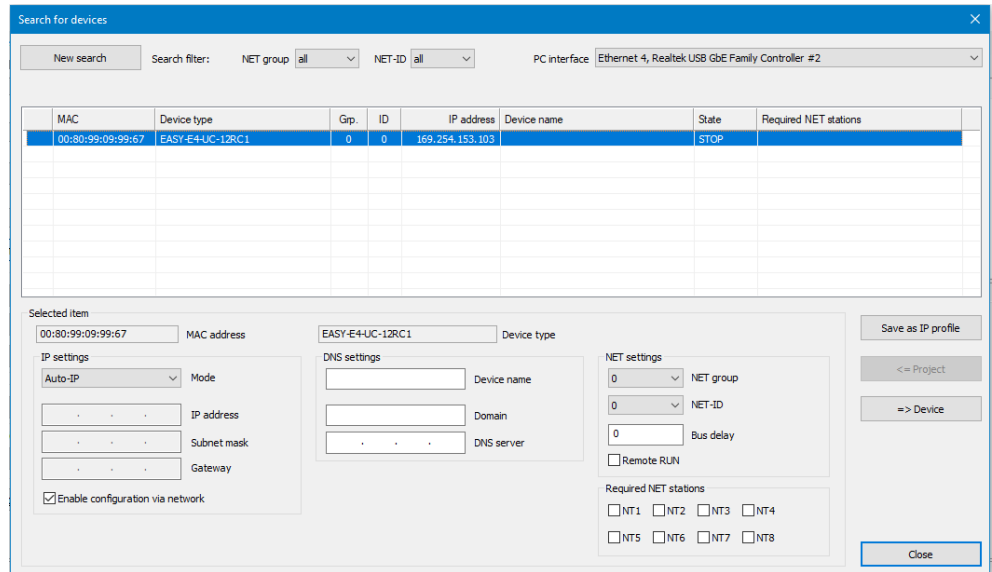 Search for devices
New search Search filter: NET group all NET-ID all PC interface Ethernet 4, Realtek USB GbE Family Controller #2
MAC Device type Grp. ID IP address Device name State Required NET stations
00:80:99:09:99:67 EASY-E4-UC-12RC1 0 0 169.254.153.103 STOP
Selected item
00:80:99:09:99:67 MAC address EASY-E4-UC-12RC1 Device type Save as IP profile
IP settings DNS settings NET settings
Auto-IP Mode Device name 0 NET group <= Project
IP address Domain 0 NET-ID => Device
Subnet mask DNS server 0 Bus delay
Gateway Remote RUN
Enable configuration via network Required NET stations
NT1 NT2 NT3 NT4
NT5 NT6 NT7 NT8
Close